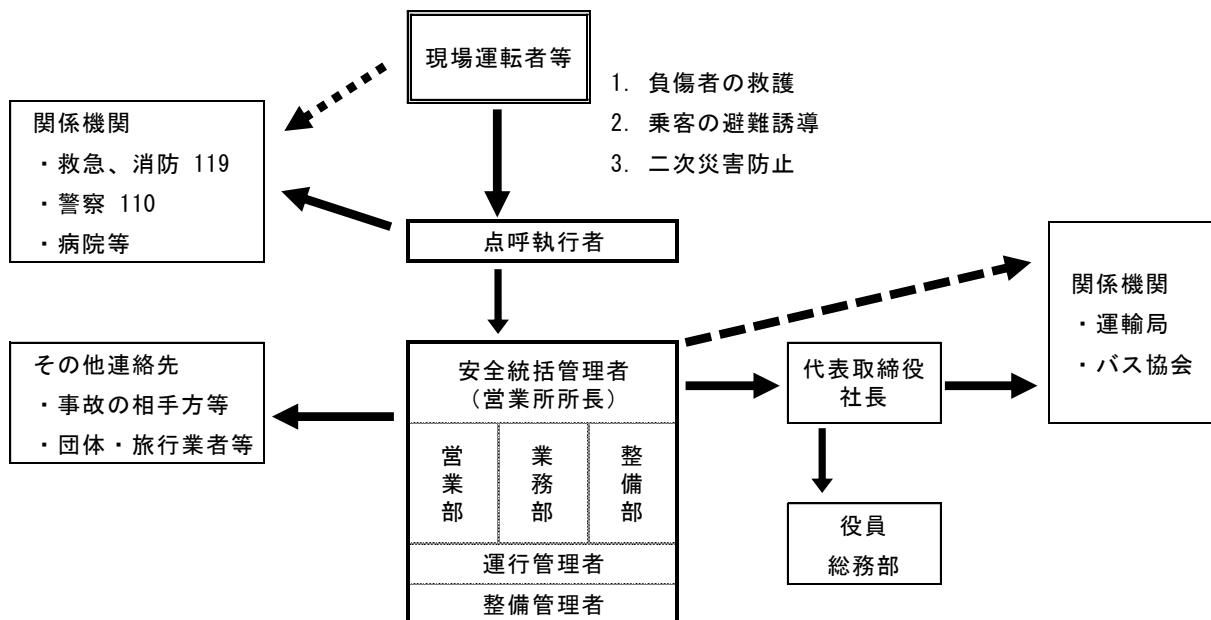 現場運転者等
1. 負傷者の救護
2. 乗客の避難誘導
3. 二次災害防止
関係機関
・救急、消防 119
・警察 110
・病院等
点呼執行者
関係機関
・運輸局
・バス協会
その他連絡先
・事故の相手方等
・団体・旅行業者等
安全統括管理者
（営業所所長）
営業部
業務部
整備部
運行管理者
整備管理者
代表取締役
社長
役員
総務部